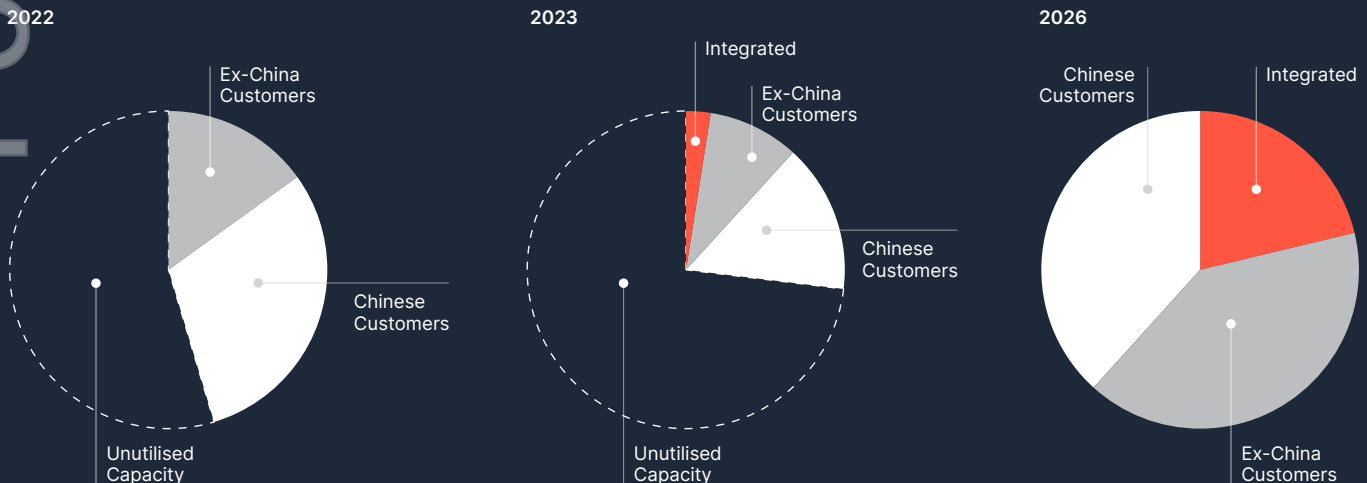 2022
Ex-China
Customers
Chinese
Customers
Unutilised
Capacity
2023
Integrated
Ex-China
Customers
Chinese
Customers
Unutilised
Capacity
2026
Chinese
Customers
Integrated
Ex-China
Customers